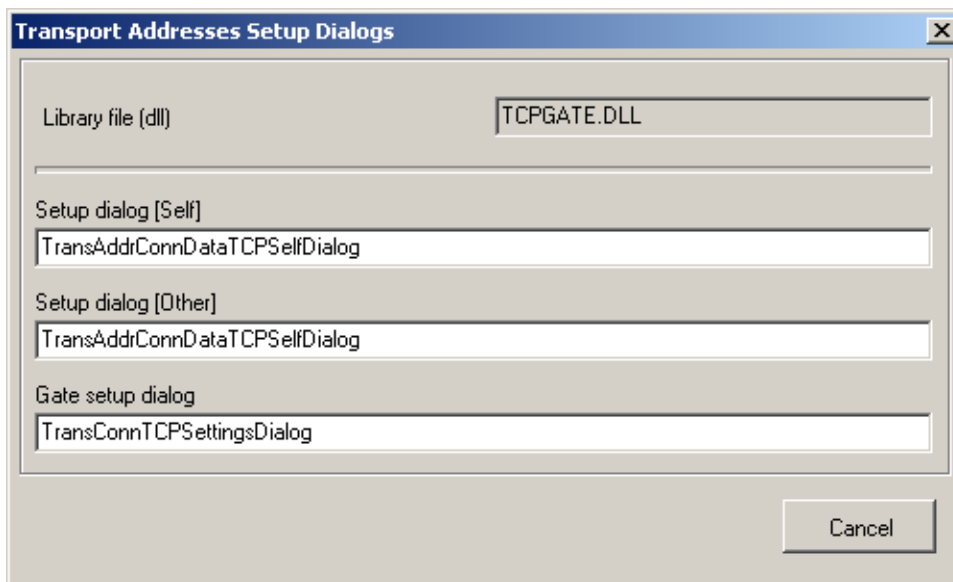 Transport Addresses Setup Dialogs
Library file (dll)
TCPGATE.DLL
Setup dialog [Self]
TransAddrConnDataTCPSelfDialog
Setup dialog [Other]
TransAddrConnDataTCPSelfDialog
Gate setup dialog
TransConnTCPSettingsDialog
Cancel